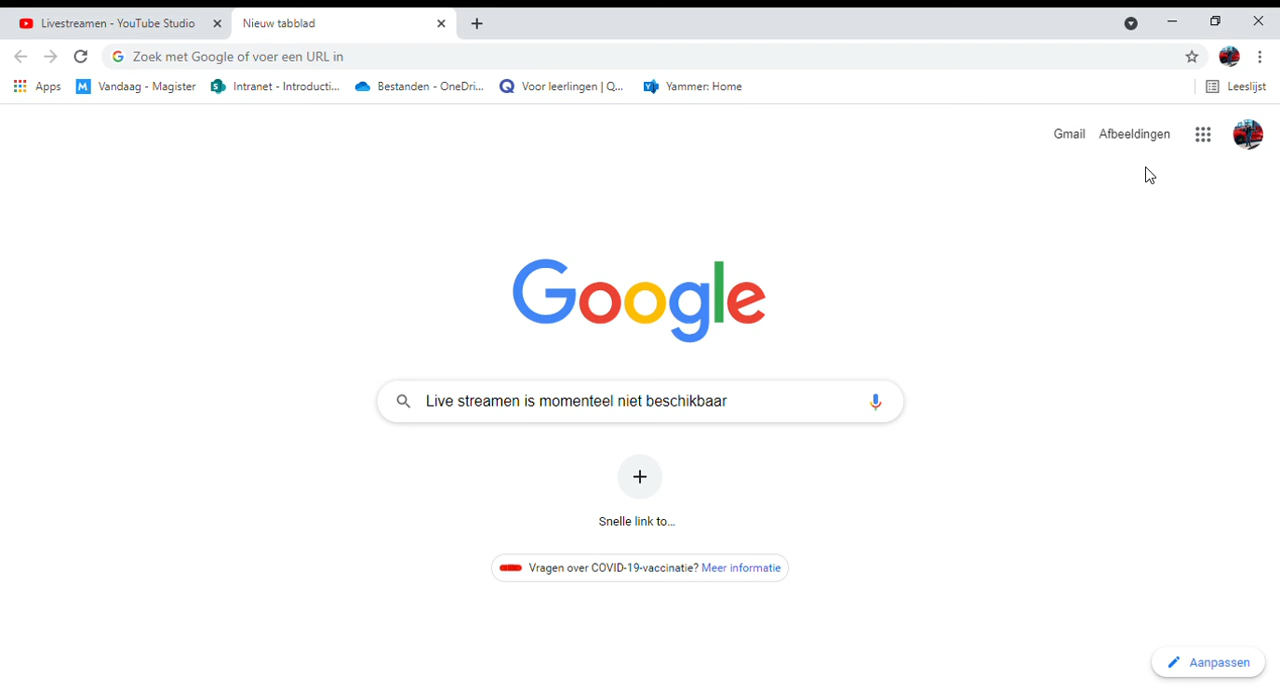 Livestreamen - YouTube Studio
Nieuw tabblad
Zoek met Google of voer een URL in
Apps Vandaag - Magister Intranet - Introducti... Bestanden - OneDri... Voor leerlingen | Q... Yammer: Home Leeslijst
Gmail Afbeeldingen
Google
Live streamen is momenteel niet beschikbaar
Snelle link to...
Vragen over COVID-19-vaccinatie? Meer informatie
Aanpassen